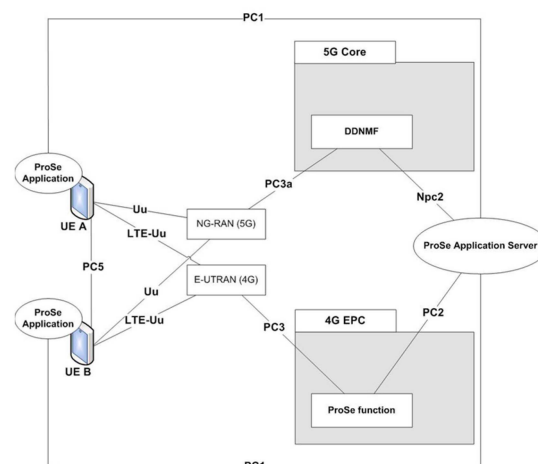 PC1
5G Core
DDNMF
ProSe
Application
UE A
Uu
LTE-Uu
NG-RAN (5G)
PC3a
Npc2
ProSe Application Server
PC5
Uu
LTE-Uu
E-UTRAN (4G)
ProSe
Application
UE B
PC3
PC2
4G EPC
ProSe function
PC1